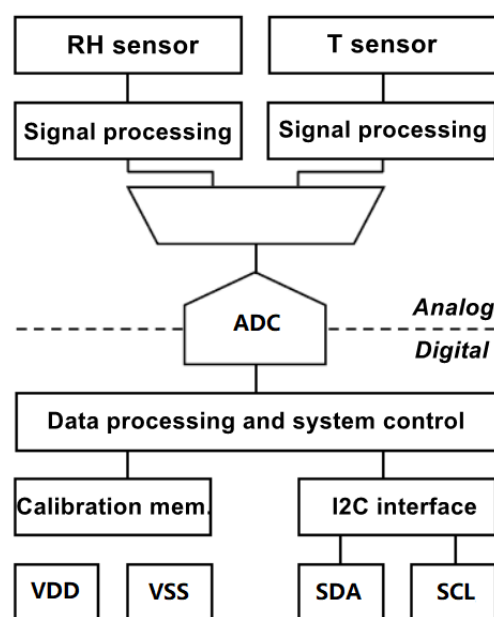 RH sensor
T sensor
Signal processing
Signal processing
ADC
Analog
Digital
Data processing and system control
Calibration mem.
I2C interface
VDD
VSS
SDA
SCL